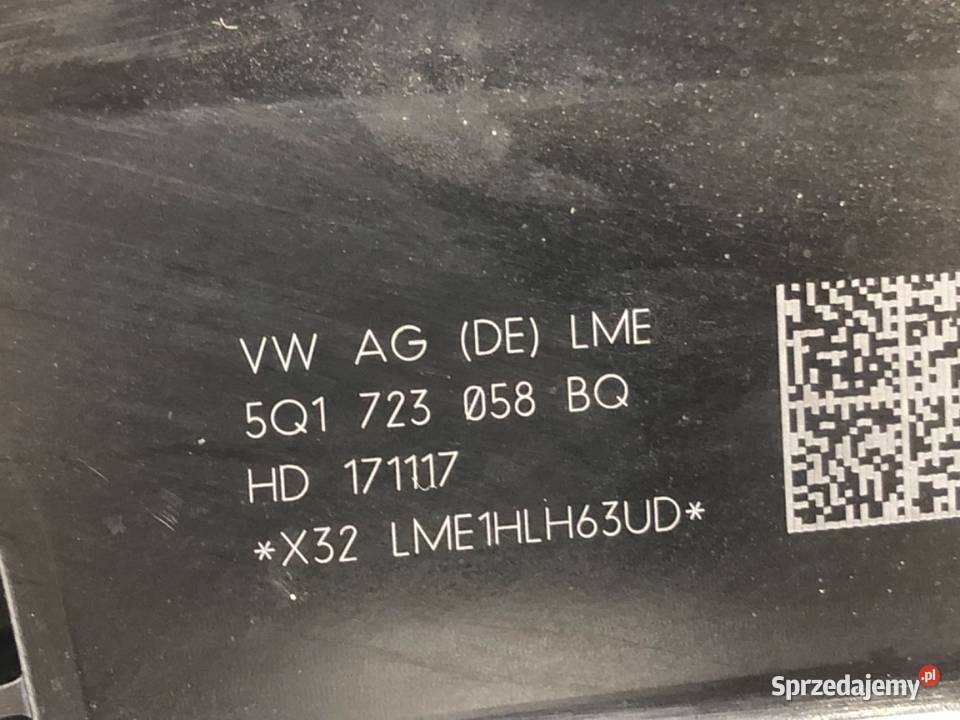 VW AG (DE) LME
5Q1 723 058 BQ
HD 171117
*X32 LME1HLH63UD*
Sprzedajemy.pl